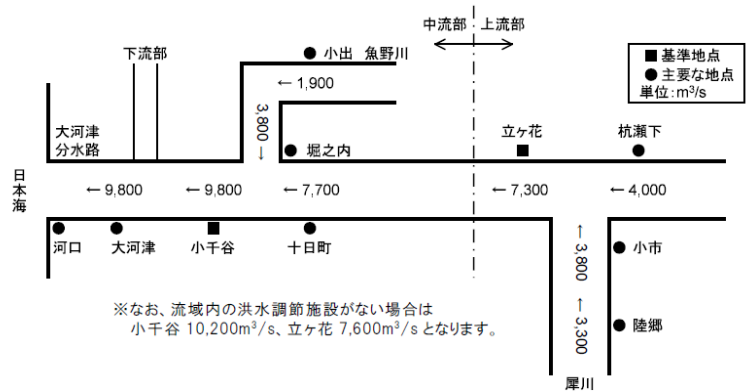 中流部 上流部
下流部
●小出 魚野川
← 1,900
■基準地点
●主要な地点
単位:m³/s
大河津
分水路
3,800
→
●堀之内
立ヶ花
杭瀬下
日本海
← 9,800
← 9,800
← 7,700
← 7,300
← 4,000
河口
大河津
小千谷
十日町
← 3,800
小市
← 3,300
陸郷
※なお、流域内の洪水調節施設がない場合は
小千谷 10,200m³/s、立ヶ花 7,600m³/s となります。
犀川